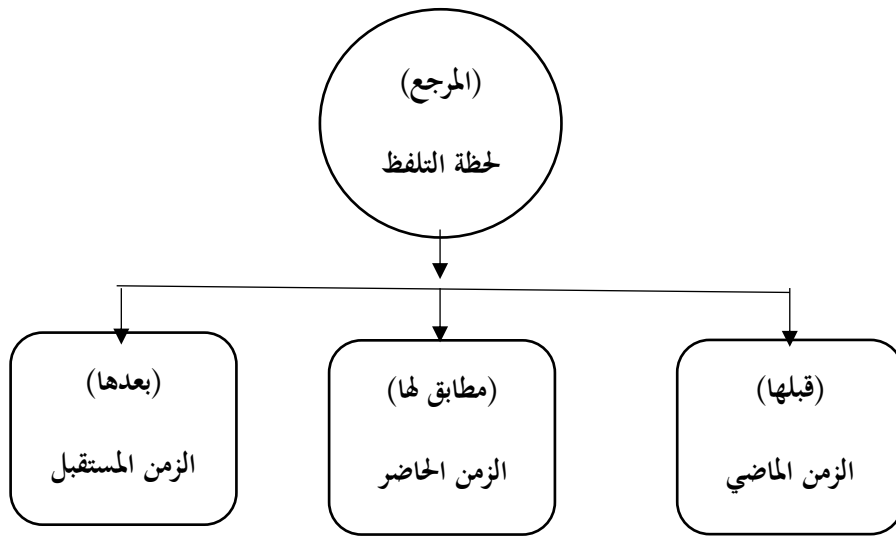 (المرجع)
لحظة التلفظ
(قبلها)
الزمن الماضي
(مطابق لها)
الزمن الحاضر
(بعدها)
الزمن المستقبل